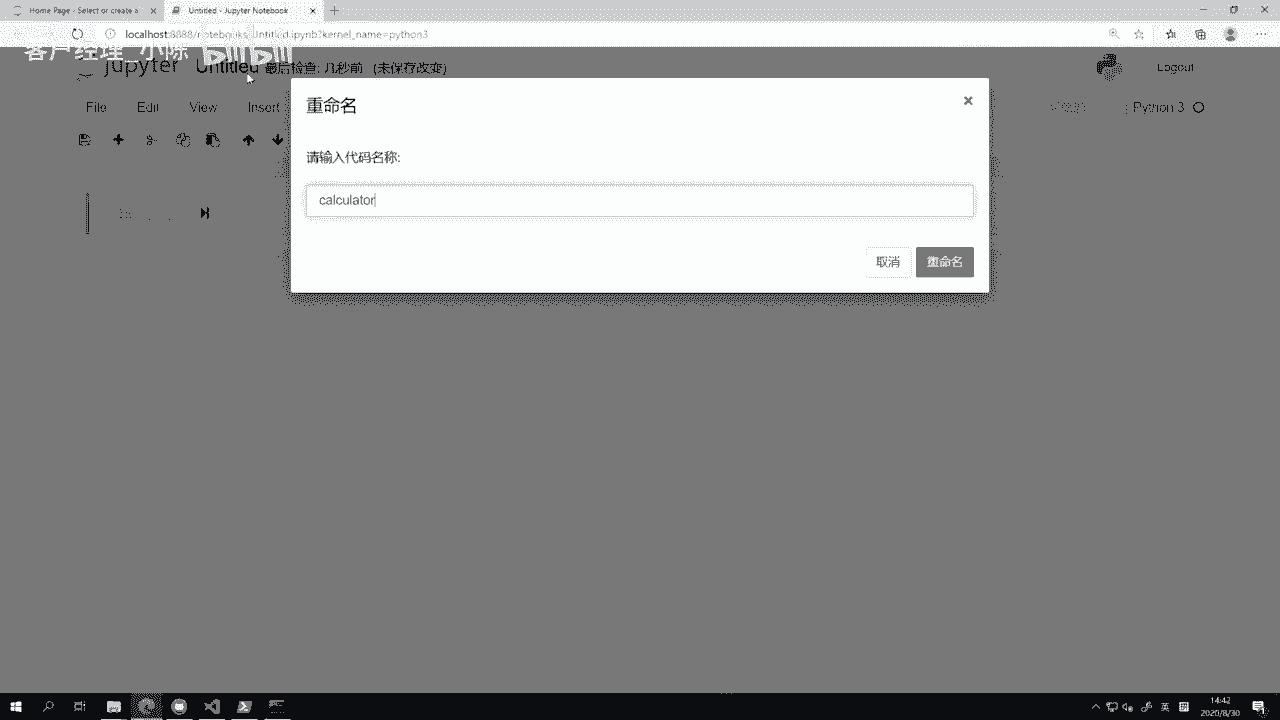 Home Page - Select or create a
Untitled - Jupyter Notebook
localhost:8888/notebooks/Untitled.ipynb?kernel_name=python3
客户经理_小陈 bilibili
jupyter Untitled 最后检查: 几秒前 (未保存改变)
Logout
File Edit View Insert
Python 3
重命名
请输入代码名称:
calculator
取消 重命名
英
14:42
2020/8/30